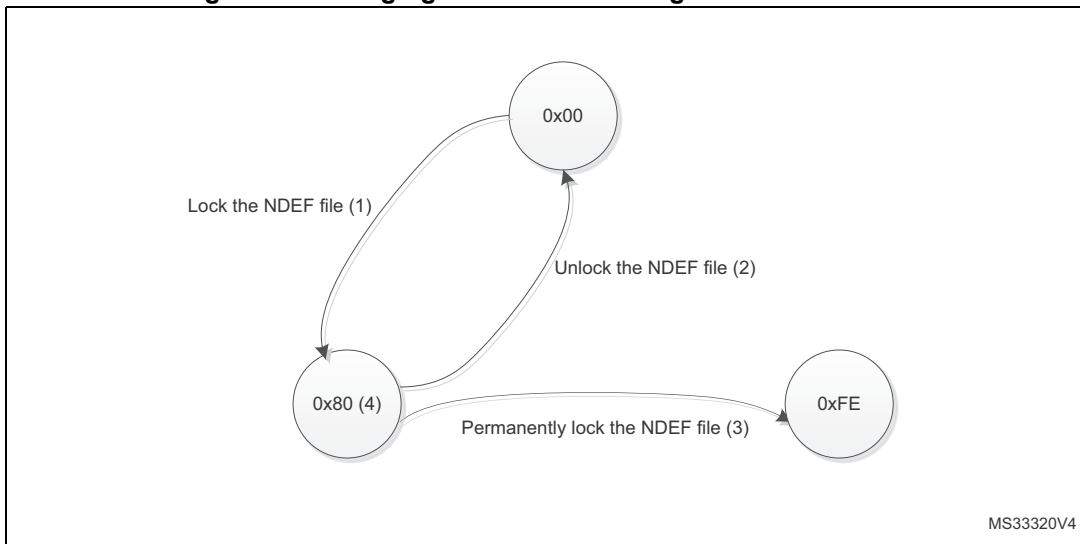 0x00
Lock the NDEF file (1)
Unlock the NDEF file (2)
0x80 (4)
0xFE
Permanently lock the NDEF file (3)
MS33320V4